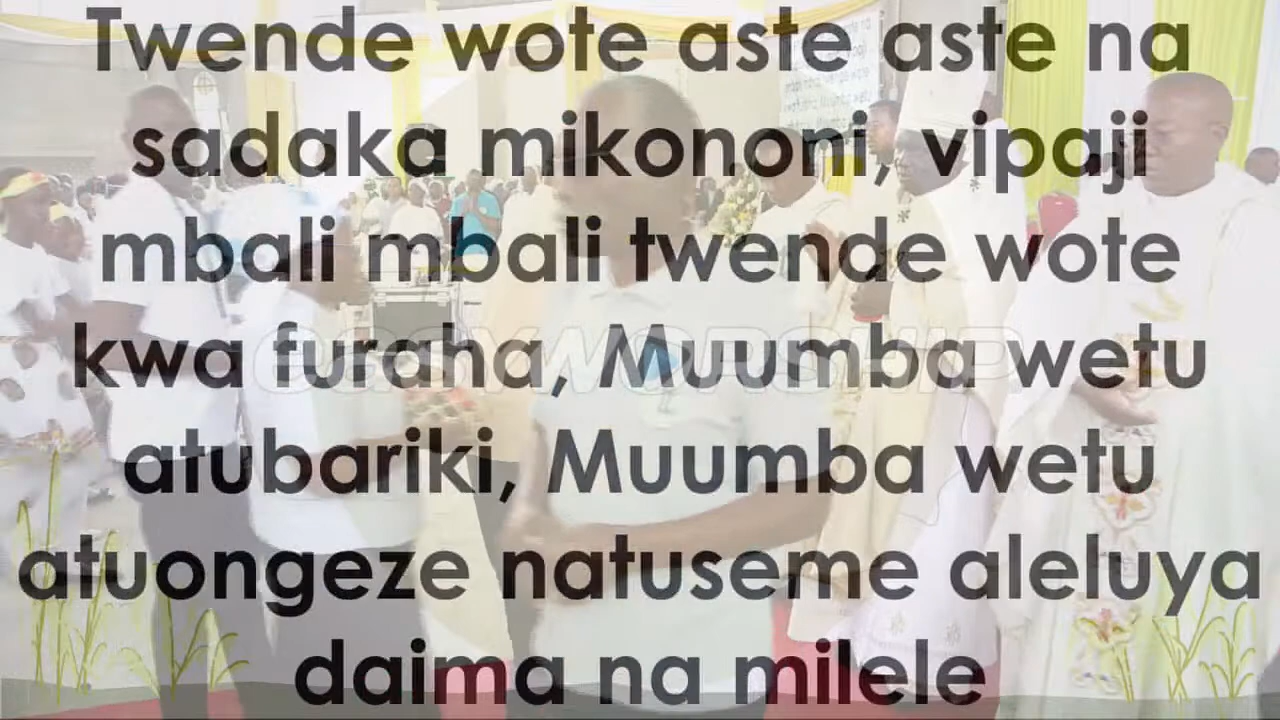 Twende wote aste aste na
sadaka mikononi, vipaji
mbali mbali twende wote
kwa furaha, Muumba wetu
atubariki, Muumba wetu
atuongeze natuseme aleluya
daima na milele